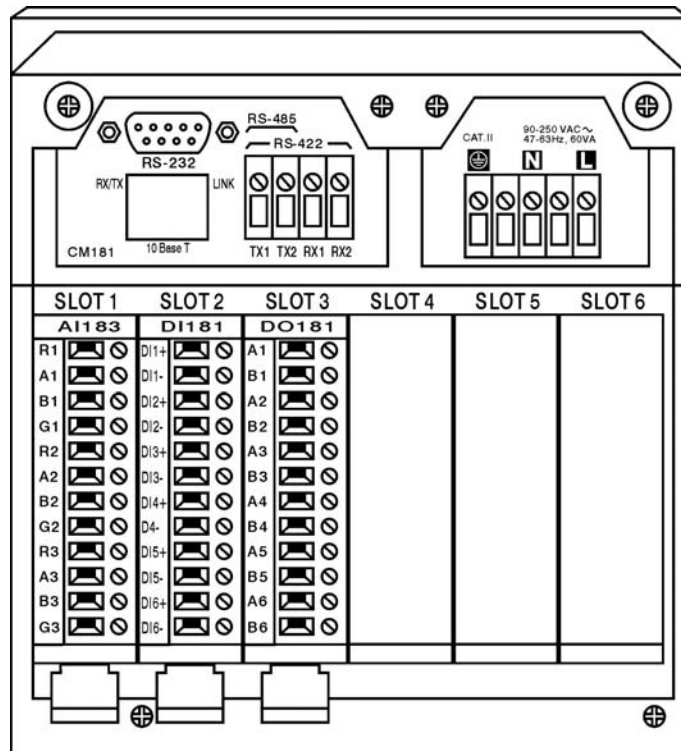 RS-485
RS-422
RS-232
RX/TX
LINK
CM181
10 Base T
TX1 TX2 RX1 RX2
CAT.II
90-250 VAC~
47-63Hz, 60VA
N L
SLOT 1 SLOT 2 SLOT 3 SLOT 4 SLOT 5 SLOT 6
AI183 DI181 DO181
R1 DI1+ A1
A1 DI1- B1
B1 DI2+ A2
G1 DI2- B2
R2 DI3+ A3
A2 DI3- B3
B2 DI4+ A4
G2 D4- B4
R3 DI5+ A5
A3 DI5- B5
B3 DI6+ A6
G3 DI6- B6